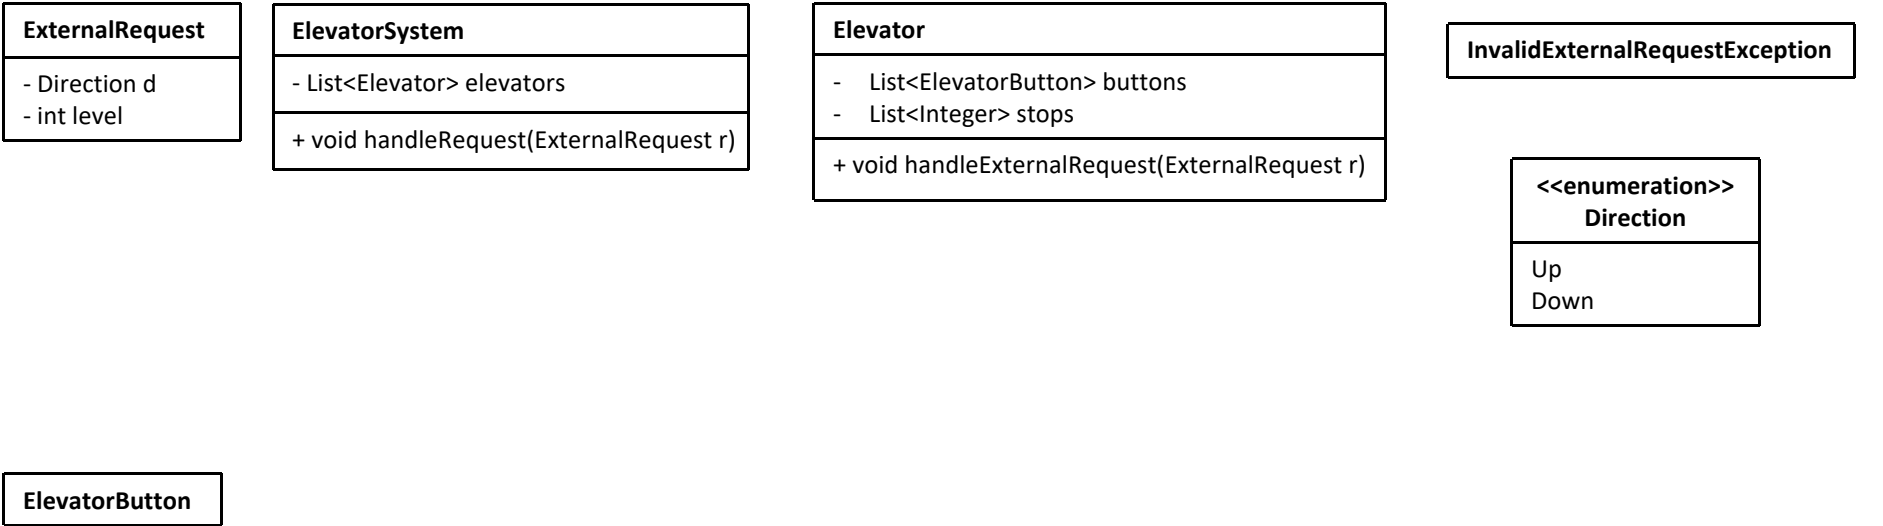 ExternalRequest
- Direction d
- int level
ElevatorSystem
- List<Elevator> elevators
+ void handleRequest(ExternalRequest r)
Elevator
- List<ElevatorButton> buttons
- List<Integer> stops
+ void handleExternalRequest(ExternalRequest r)
InvalidExternalRequestException
<<enumeration>>
Direction
Up
Down
ElevatorButton